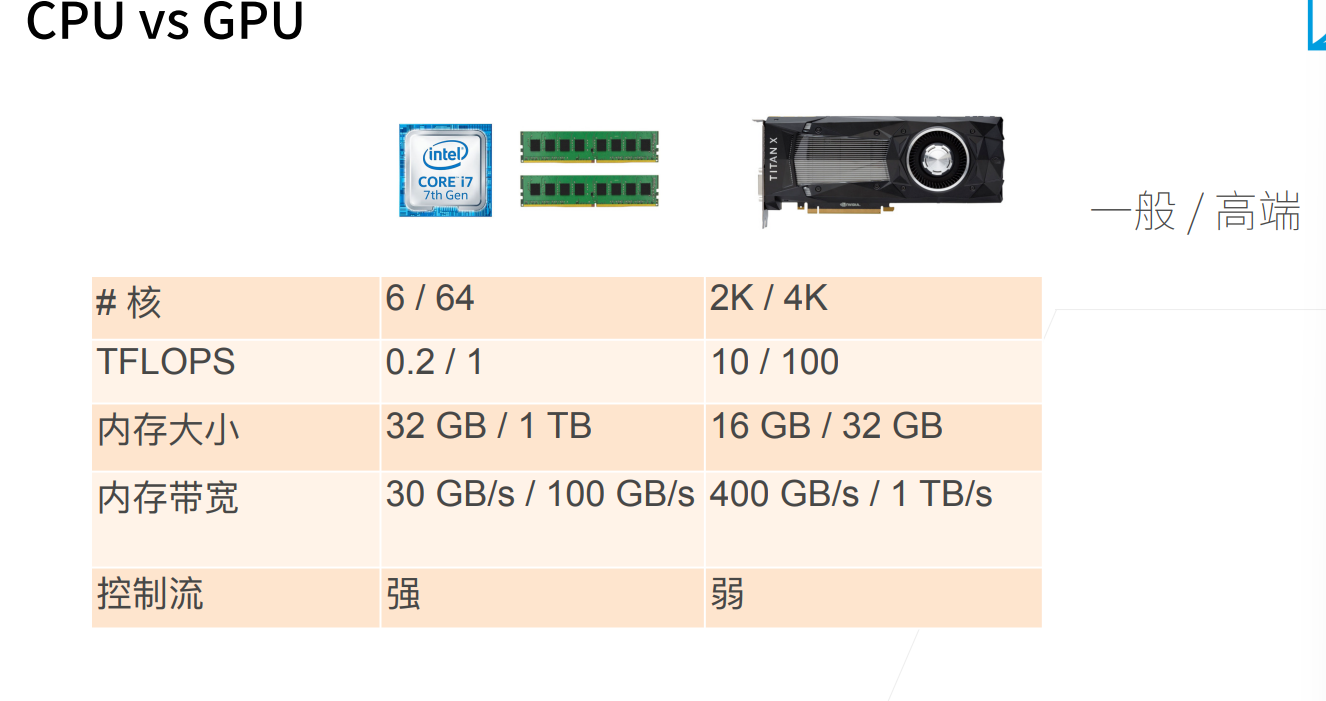 CPU vs GPU
intel
CORE i7
7th Gen
TITAN X
NVIDIA
一般 / 高端
# 核 6 / 64 2K / 4K
TFLOPS 0.2 / 1 10 / 100
内存大小 32 GB / 1 TB 16 GB / 32 GB
内存带宽 30 GB/s / 100 GB/s 400 GB/s / 1 TB/s
控制流 强 弱